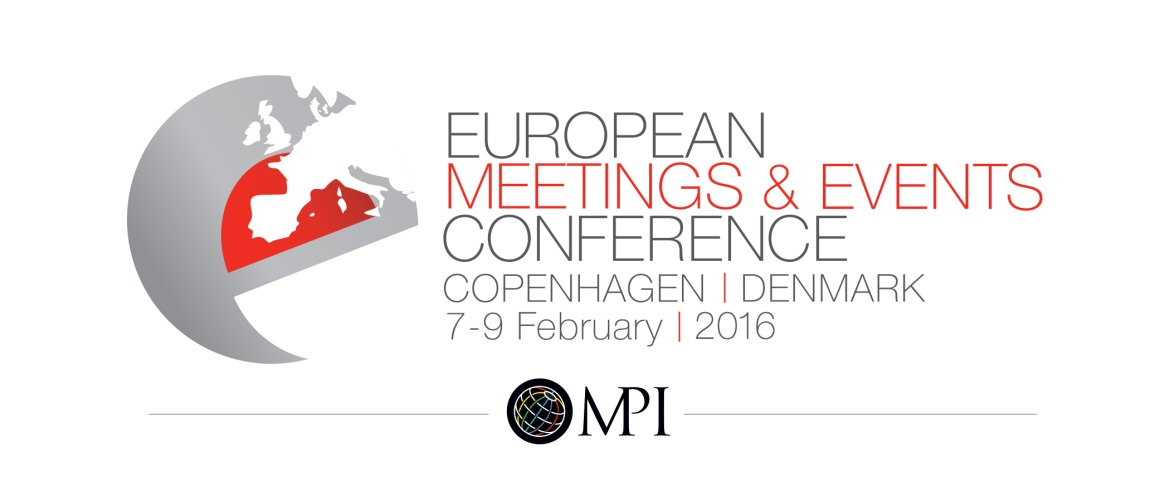 EUROPEAN
MEETINGS & EVENTS
CONFERENCE
COPENHAGEN | DENMARK
7-9 February | 2016
MPI